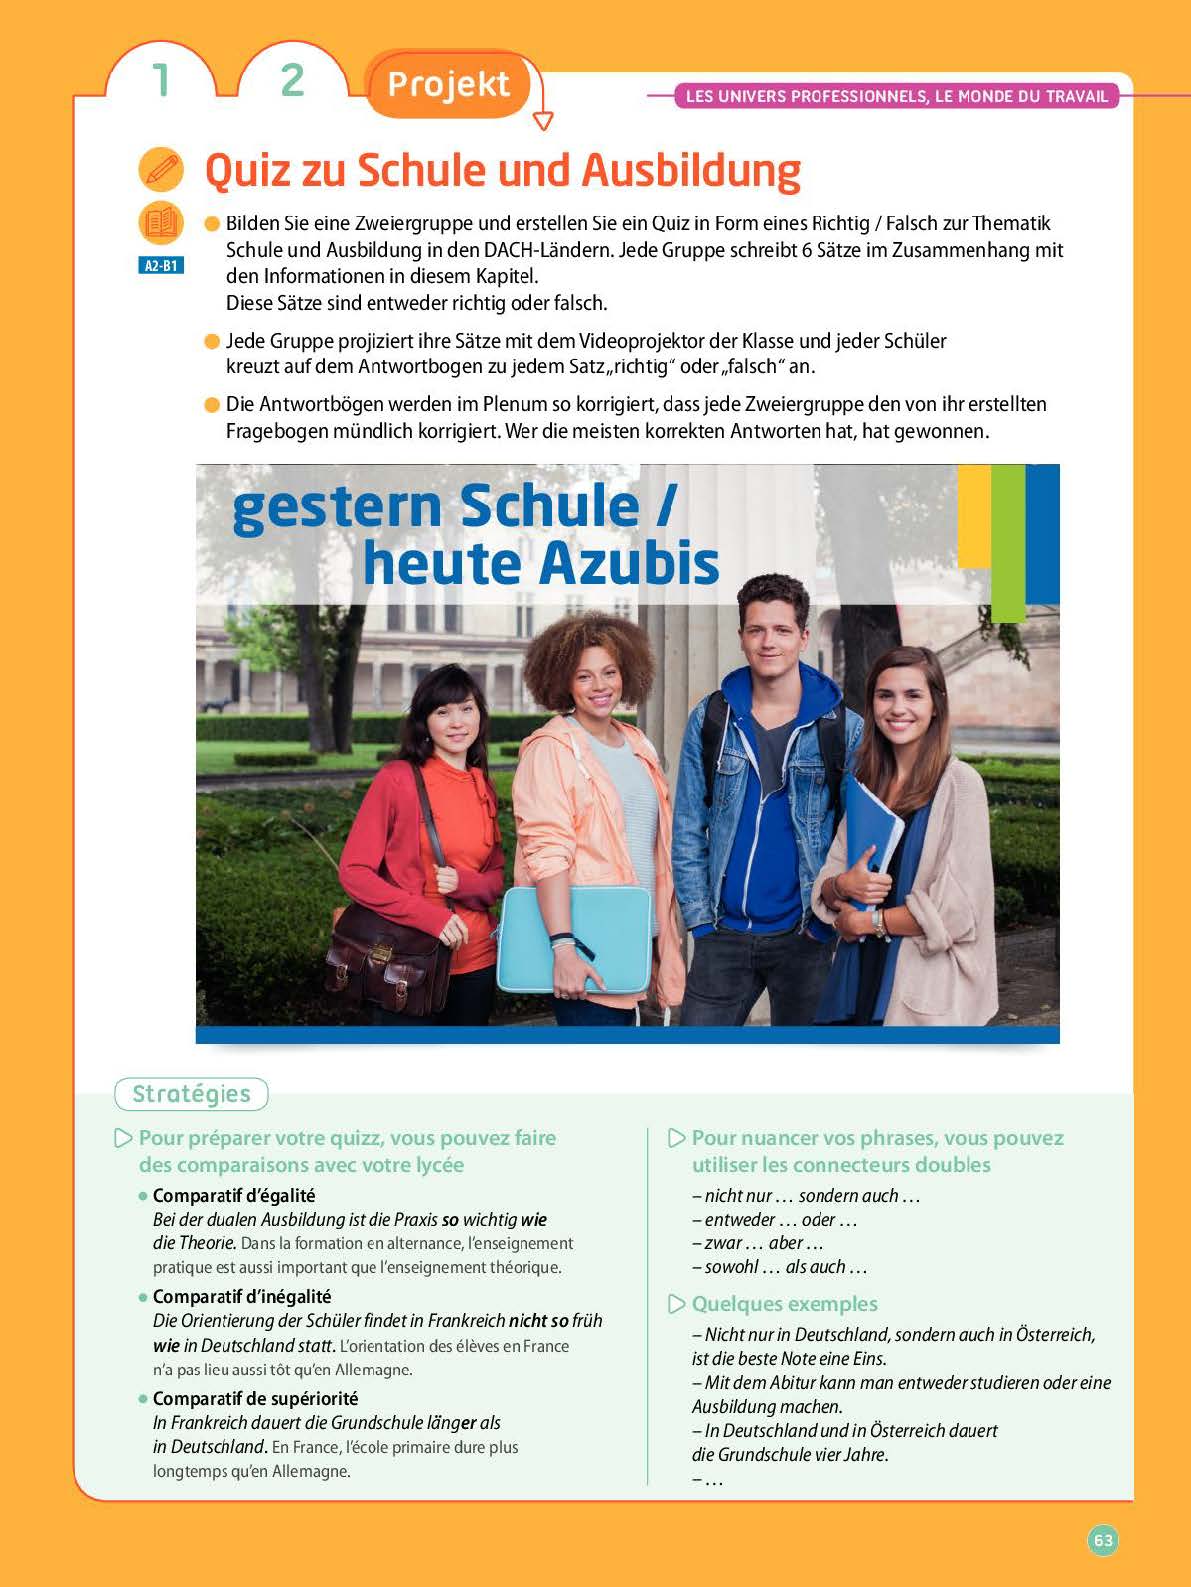 1
2
Projekt
LES UNIVERS PROFESSIONNELS, LE MONDE DU TRAVAIL
Quiz zu Schule und Ausbildung
A2-B1
● Bilden Sie eine Zweiergruppe und erstellen Sie ein Quiz in Form eines Richtig / Falsch zur Thematik
Schule und Ausbildung in den DACH-Ländern. Jede Gruppe schreibt 6 Sätze im Zusammenhang mit
den Informationen in diesem Kapitel.
Diese Sätze sind entweder richtig oder falsch.
● Jede Gruppe projiziert ihre Sätze mit dem Videoprojektor der Klasse und jeder Schüler
kreuzt auf dem Antwortbogen zu jedem Satz „richtig“ oder „falsch“ an.
● Die Antwortbögen werden im Plenum so korrigiert, dass jede Zweiergruppe den von ihr erstellten
Fragebogen mündlich korrigiert. Wer die meisten korrekten Antworten hat, hat gewonnen.
gestern Schule /
heute Azubis
Stratégies
Pour préparer votre quizz, vous pouvez faire
des comparaisons avec votre lycée
● Comparatif d’égalité
Bei der dualen Ausbildung ist die Praxis so wichtig wie
die Theorie. Dans la formation en alternance, l’enseignement
pratique est aussi important que l’enseignement théorique.
● Comparatif d’inégalité
Die Orientierung der Schüler findet in Frankreich nicht so früh
wie in Deutschland statt. L’orientation des élèves en France
n’a pas lieu aussi tôt qu’en Allemagne.
● Comparatif de supériorité
In Frankreich dauert die Grundschule länger als
in Deutschland. En France, l’école primaire dure plus
longtemps qu’en Allemagne.
Pour nuancer vos phrases, vous pouvez
utiliser les connecteurs doubles
– nicht nur … sondern auch …
– entweder … oder …
– zwar … aber …
– sowohl … als auch …
Quelques exemples
– Nicht nur in Deutschland, sondern auch in Österreich,
ist die beste Note eine Eins.
– Mit dem Abitur kann man entweder studieren oder eine
Ausbildung machen.
– In Deutschland und in Österreich dauert
die Grundschule vier Jahre.
– …
63